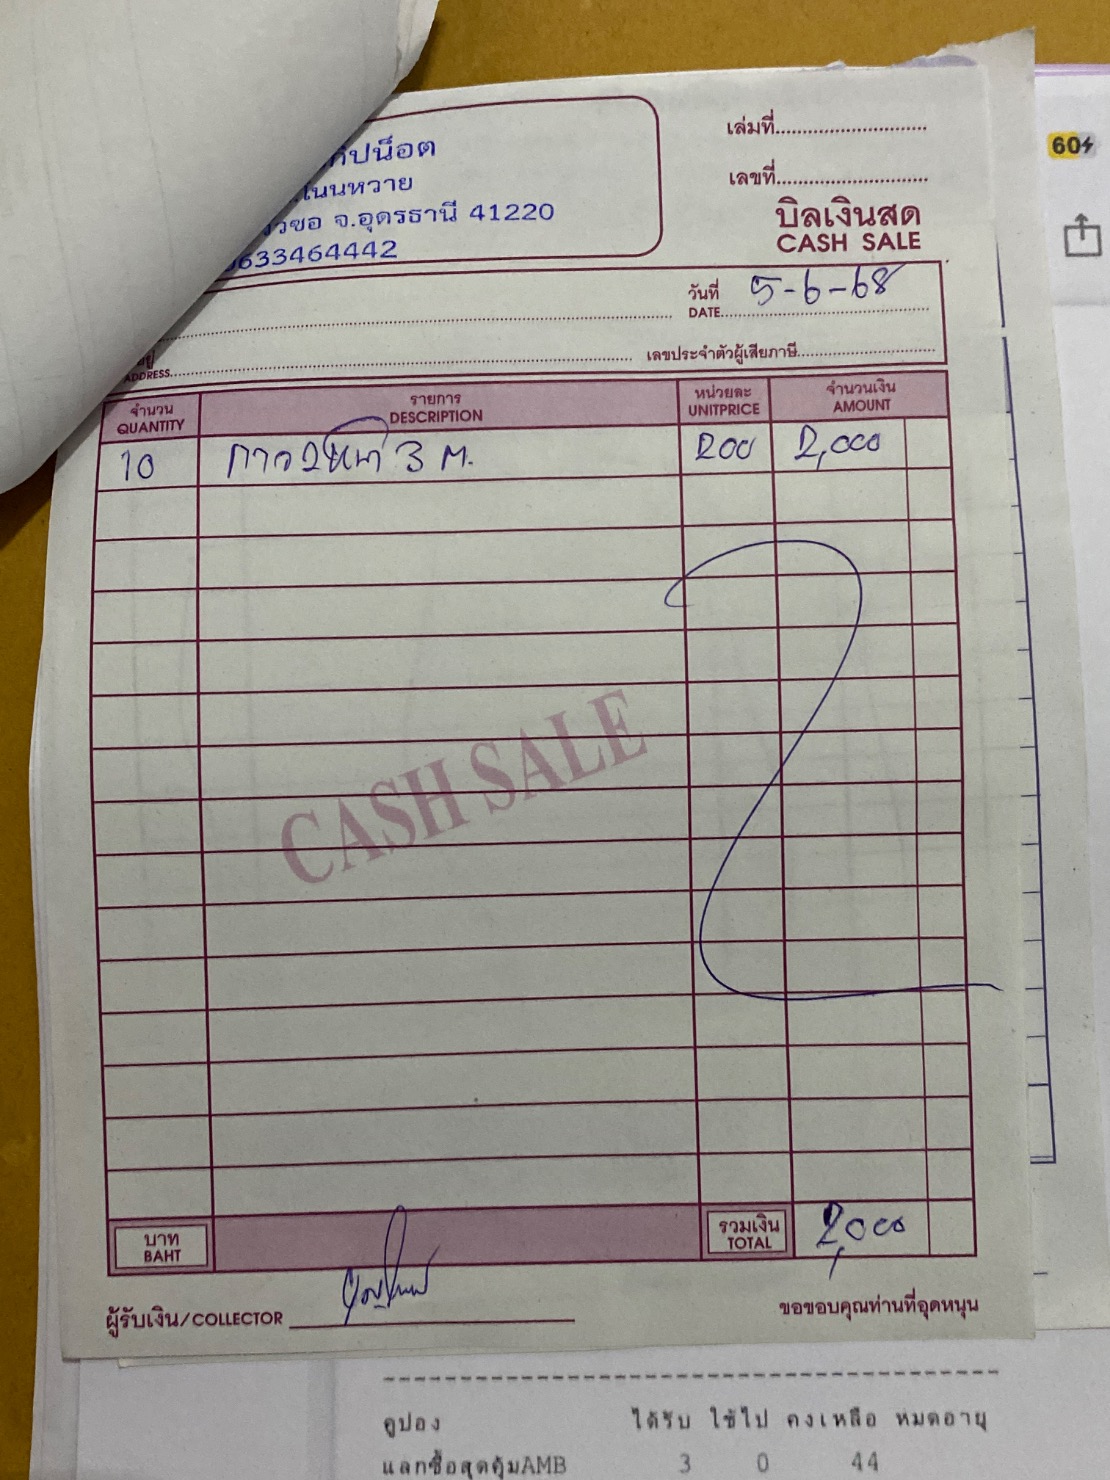 เล่มที่
60
เลขที่
ปน็อต
นนหวาย
วซอ จ.อุดรธานี 41220
633464442
บิลเงินสด
CASH SALE
วันที่ 5-6-68
DATE
ADDRESS
เลขประจำตัวผู้เสียภาษี
จำนวน รายการ หน่วยละ จำนวนเงิน
QUANTITY DESCRIPTION UNITPRICE AMOUNT
10 กาว 2 หน้า 3 ต. 200 2,000
CASH SALE
บาท รวมเงิน 2,000
BAHT TOTAL
ผู้รับเงิน/COLLECTOR
ขอขอบคุณท่านที่อุดหนุน
คูปอง ได้รับ ใช้ไป คงเหลือ หมดอายุ
แลกซื้อสุดคุ้มAMB 3 0 44